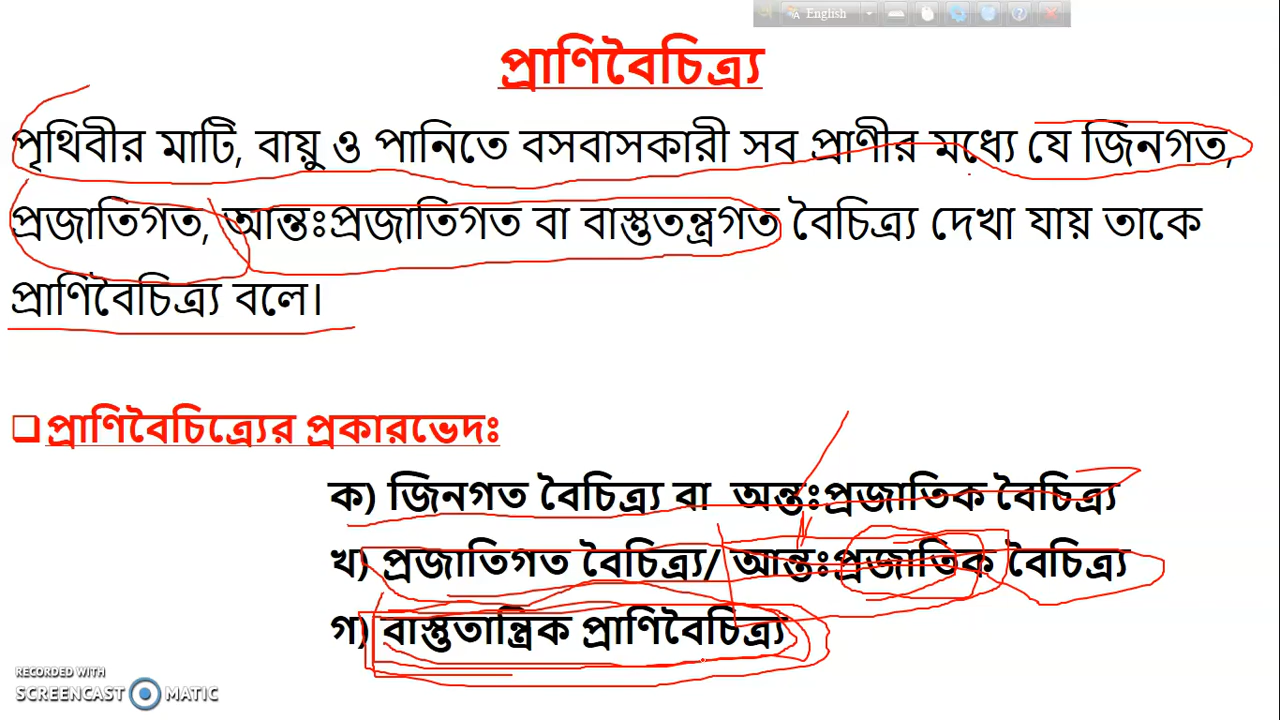 English
প্রাণিবৈচিত্র্য
পৃথিবীর মাটি, বায়ু ও পানিতে বসবাসকারী সব প্রাণীর মধ্যে যে জিনগত,
প্রজাতিগত, আন্তঃপ্রজাতিগত বা বাস্তুতন্ত্রগত বৈচিত্র্য দেখা যায় তাকে
প্রাণিবৈচিত্র্য বলে।
প্রাণিবৈচিত্র্যের প্রকারভেদঃ
ক) জিনগত বৈচিত্র্য বা অন্তঃপ্রজাতিক বৈচিত্র্য
খ) প্রজাতিগত বৈচিত্র্য/ আন্তঃপ্রজাতিক বৈচিত্র্য
গ) বাস্তুতান্ত্রিক প্রাণিবৈচিত্র্য
RECORDED WITH
SCREENCAST MATIC